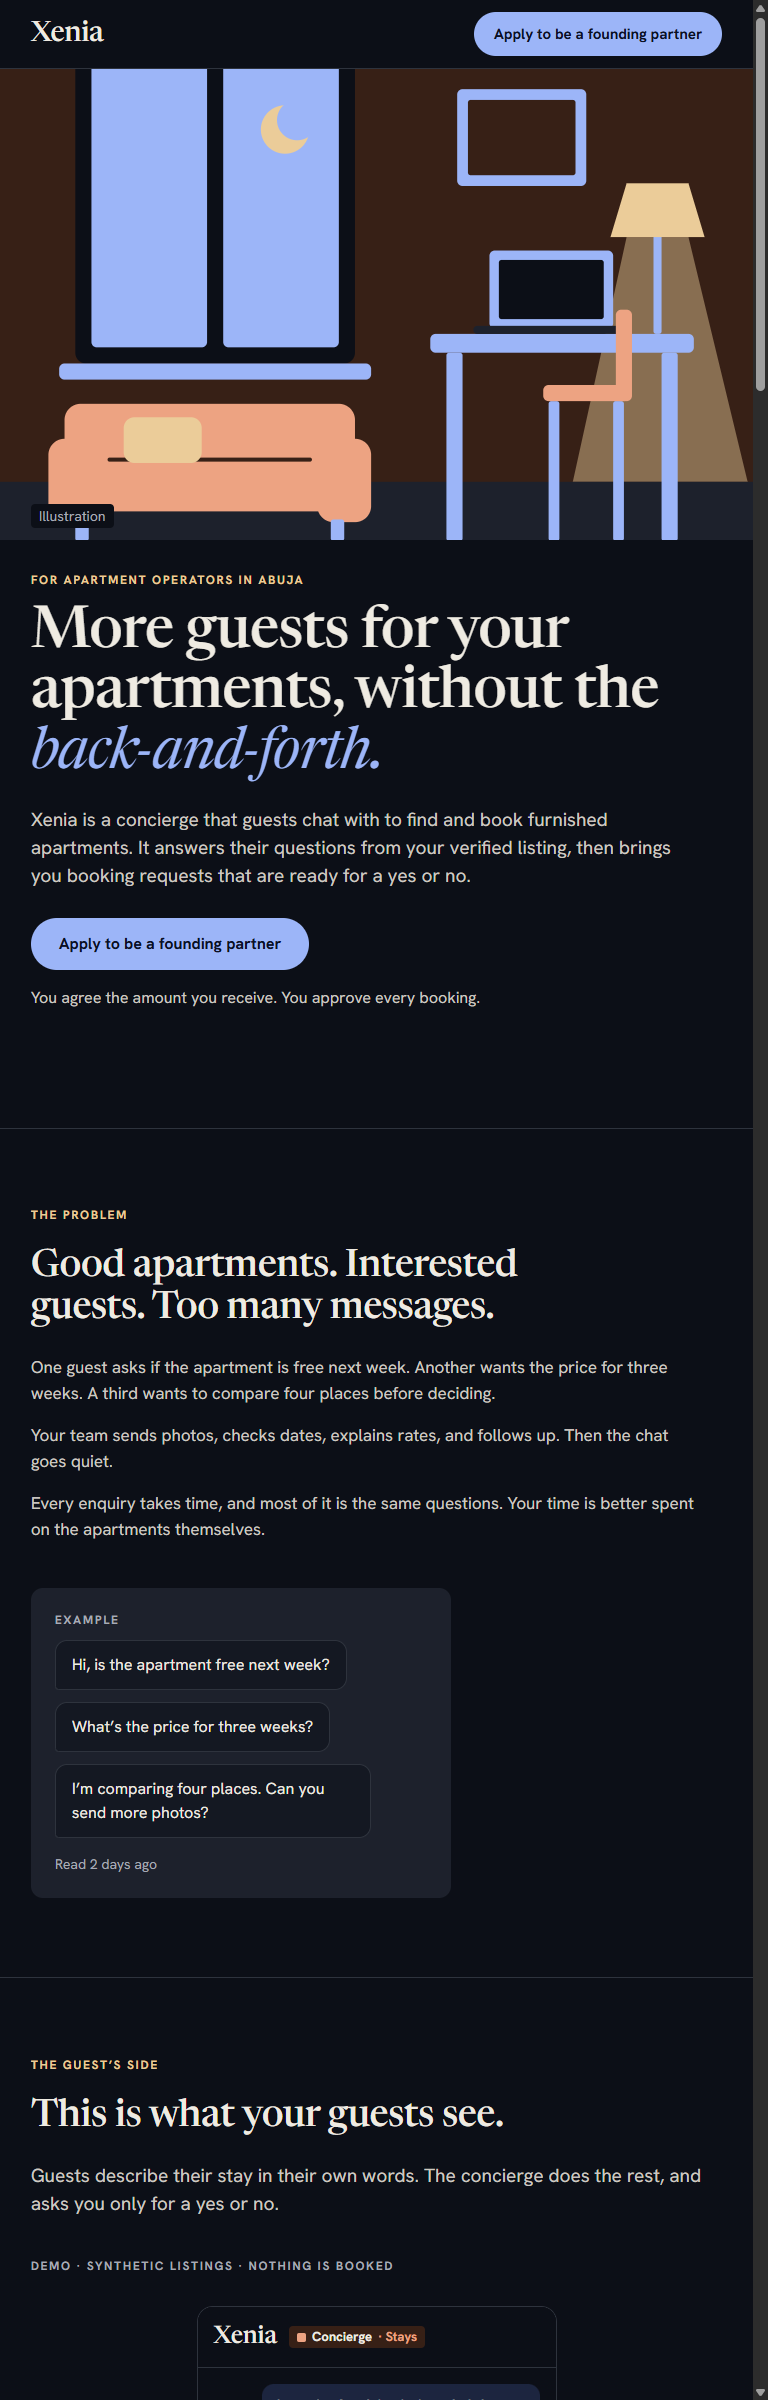 Xenia
Apply to be a founding partner
Illustration
FOR APARTMENT OPERATORS IN ABUJA
More guests for your
apartments, without the
back-and-forth.
Xenia is a concierge that guests chat with to find and book furnished
apartments. It answers their questions from your verified listing, then brings
you booking requests that are ready for a yes or no.
Apply to be a founding partner
You agree the amount you receive. You approve every booking.
THE PROBLEM
Good apartments. Interested
guests. Too many messages.
One guest asks if the apartment is free next week. Another wants the price for three
weeks. A third wants to compare four places before deciding.
Your team sends photos, checks dates, explains rates, and follows up. Then the chat
goes quiet.
Every enquiry takes time, and most of it is the same questions. Your time is better spent
on the apartments themselves.
EXAMPLE
Hi, is the apartment free next week?
What’s the price for three weeks?
I’m comparing four places. Can you
send more photos?
Read 2 days ago
THE GUEST’S SIDE
This is what your guests see.
Guests describe their stay in their own words. The concierge does the rest, and
asks you only for a yes or no.
DEMO · SYNTHETIC LISTINGS · NOTHING IS BOOKED
Xenia
Concierge · Stays